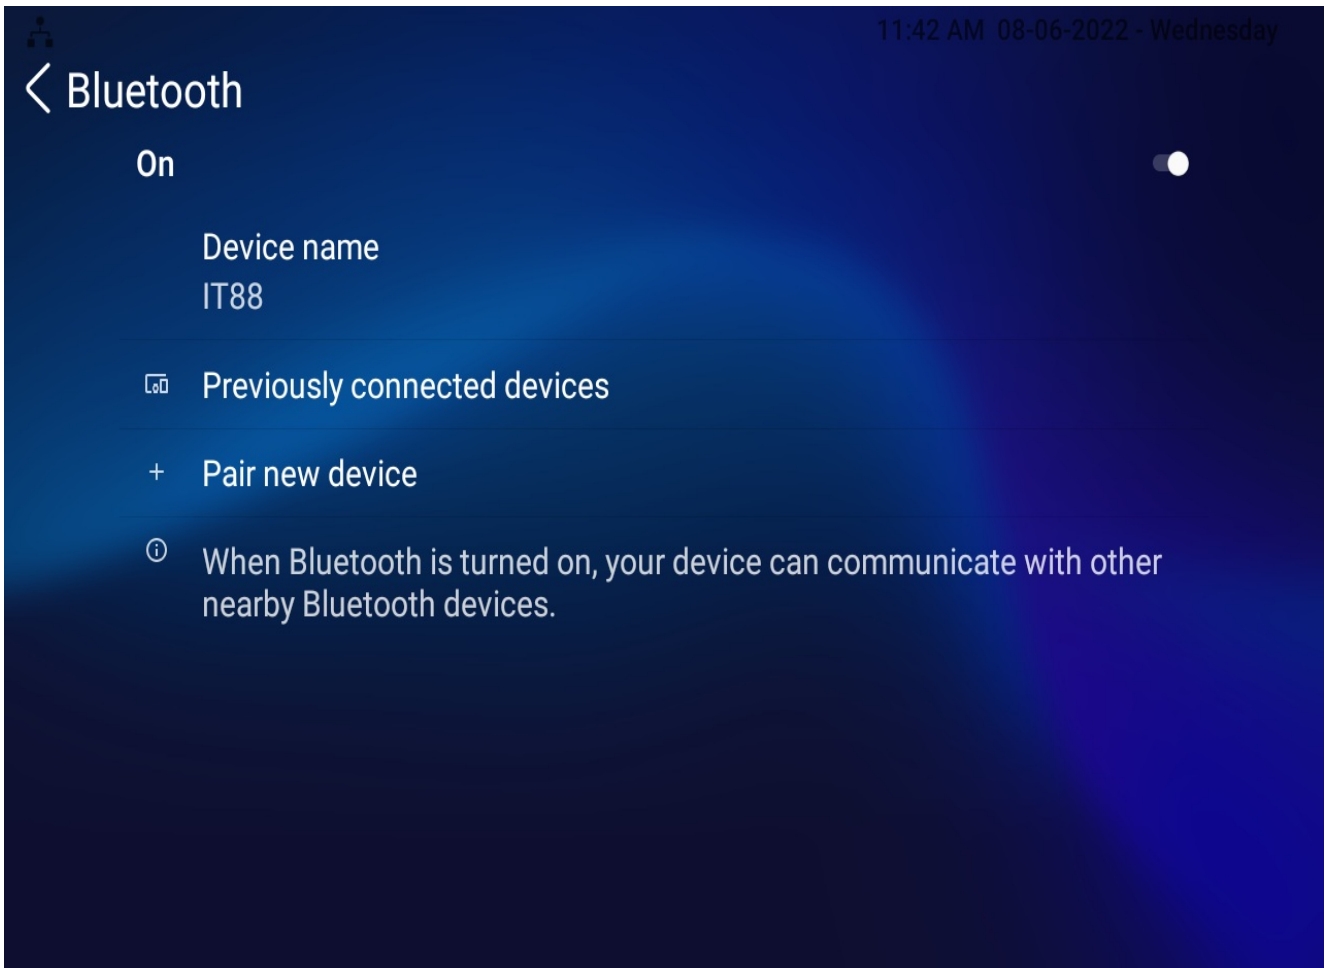 11:42 AM 08-06-2022 - Wednesday
Bluetooth
On
Device name
IT88
Previously connected devices
+ Pair new device
When Bluetooth is turned on, your device can communicate with other
nearby Bluetooth devices.